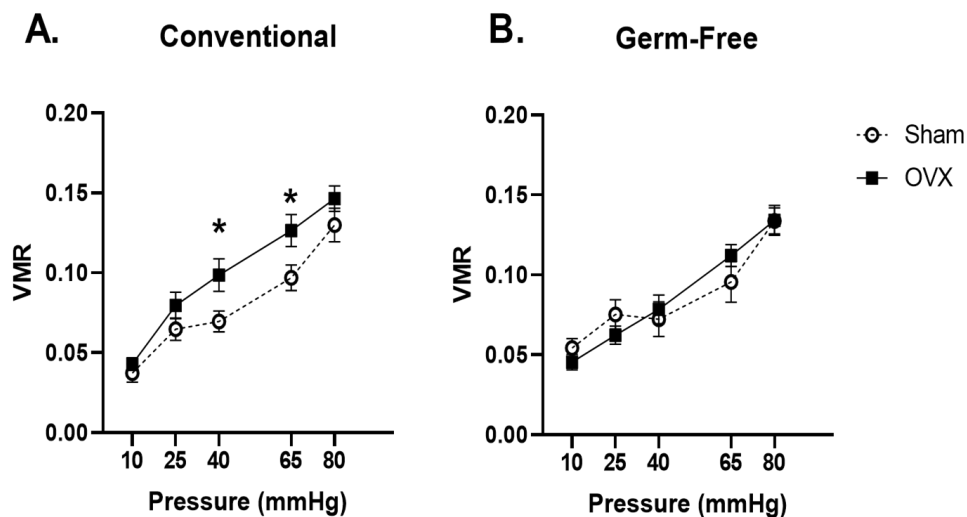 A.
Conventional
0.20
0.15
0.10
0.05
0.00
VMR
*
*
10 25 40 65 80
Pressure (mmHg)
B.
Germ-Free
0.20
0.15
0.10
0.05
0.00
VMR
10 25 40 65 80
Pressure (mmHg)
Sham
OVX